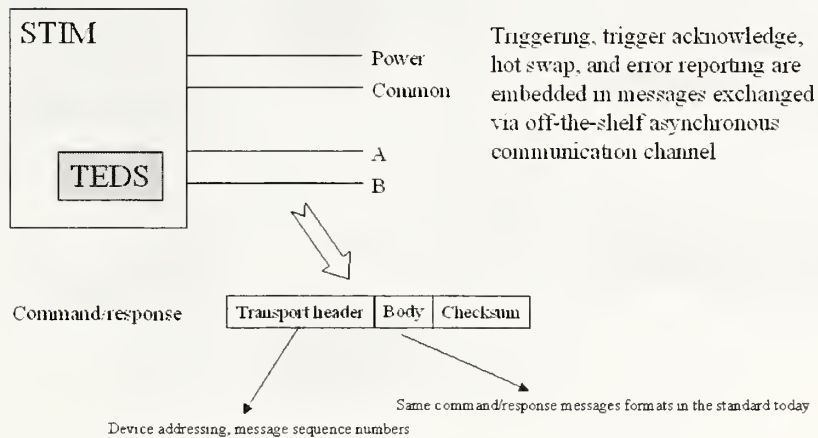 STIM
Power
Common
A
TEDS
B
Triggering, trigger acknowledge,
hot swap, and error reporting are
embedded in messages exchanged
via off-the-shelf asynchronous
communication channel
Command/response
Transport header
Body
Checksum
Same command/response messages formats in the standard today
Device addressing, message sequence numbers